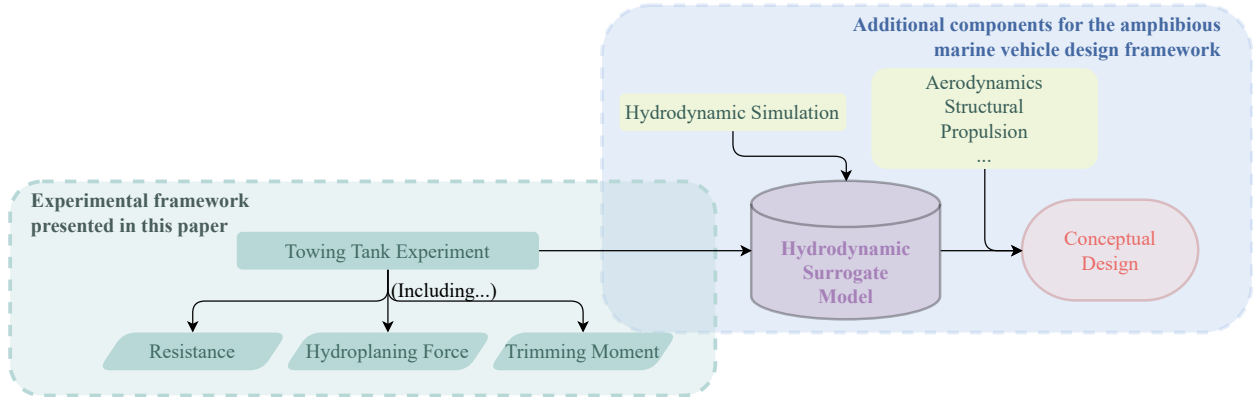 Additional components for the amphibious
marine vehicle design framework
Hydrodynamic Simulation
Aerodynamics
Structural
Propulsion
...
Experimental framework
presented in this paper
Towing Tank Experiment
Hydrodynamic
Surrogate
Model
Conceptual
Design
(Including...)
Resistance
Hydroplaning Force
Trimming Moment